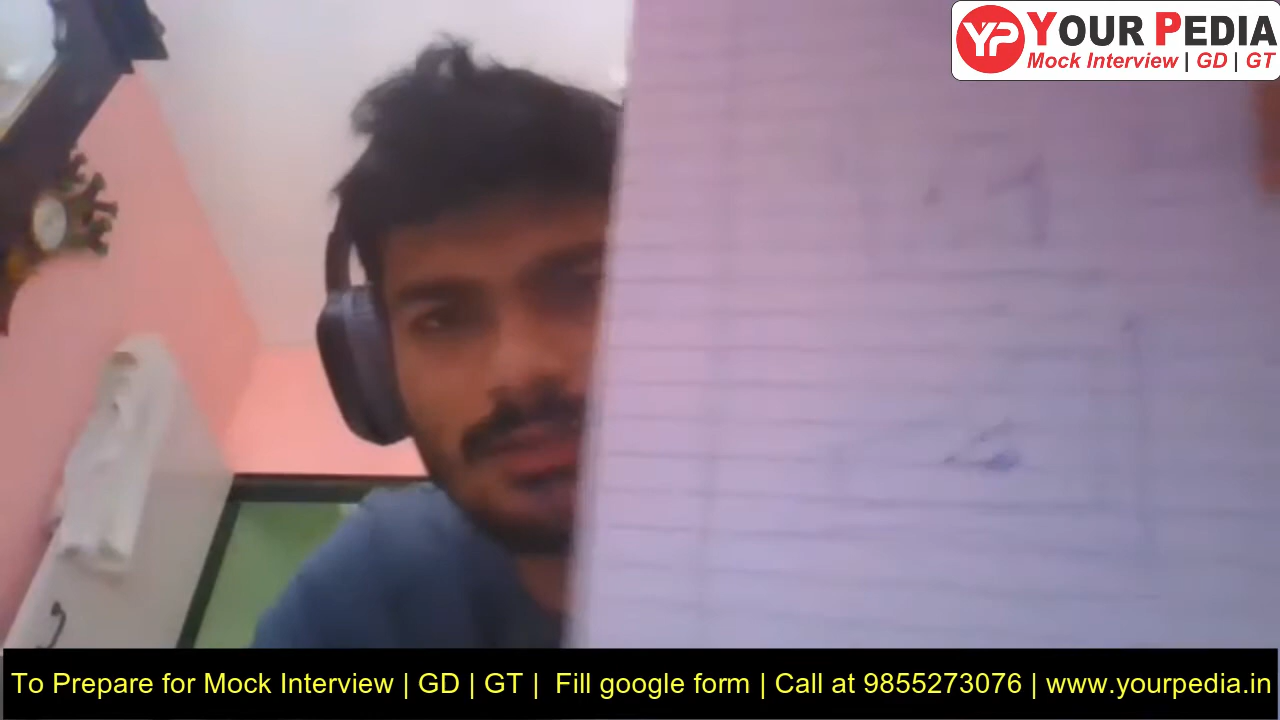 YP YOUR PEDIA
Mock Interview | GD | GT
To Prepare for Mock Interview | GD | GT | Fill google form | Call at 9855273076 | www.yourpedia.in